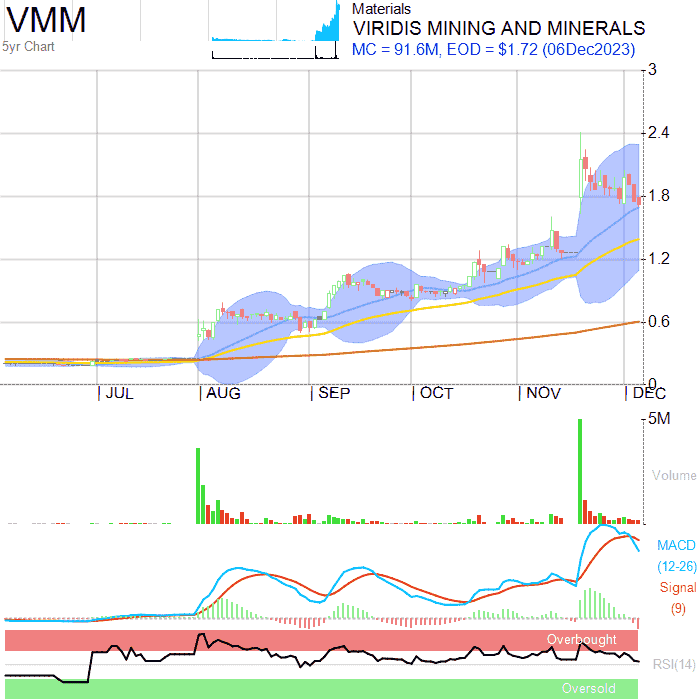 VMM
5yr Chart
Materials
VIRIDIS MINING AND MINERALS
MC = 91.6M, EOD = $1.72 (06Dec2023)
3
2.4
1.8
1.2
0.6
0
JUL
AUG
SEP
OCT
NOV
DEC
5M
Volume
MACD
(12-26)
Signal
(9)
Overbought
RSI(14)
Oversold